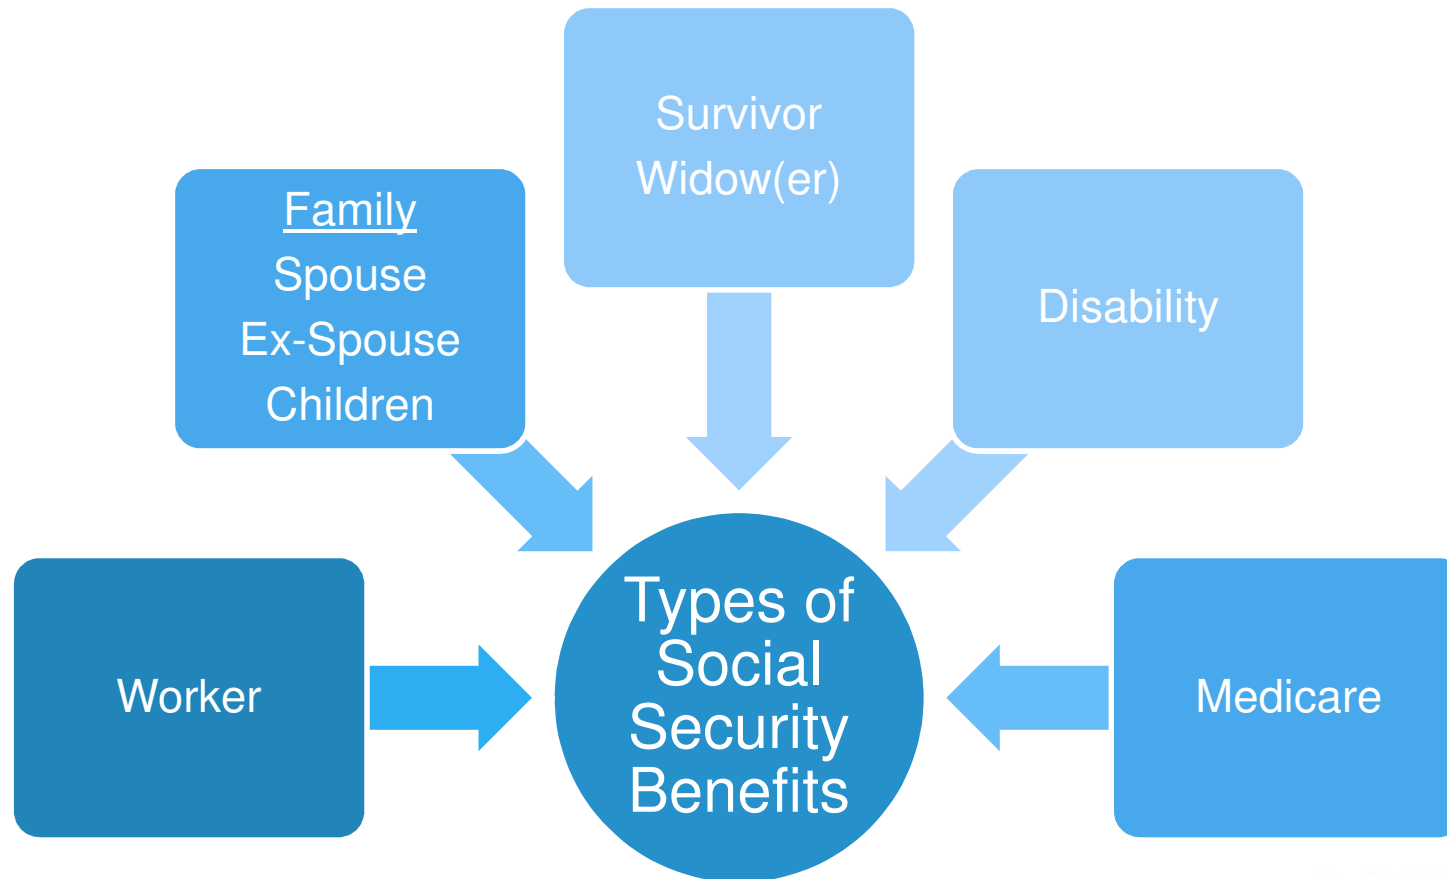 Survivor
Widow(er)
Family
Spouse
Ex-Spouse
Children
Disability
Worker
Types of
Social
Security
Benefits
Medicare